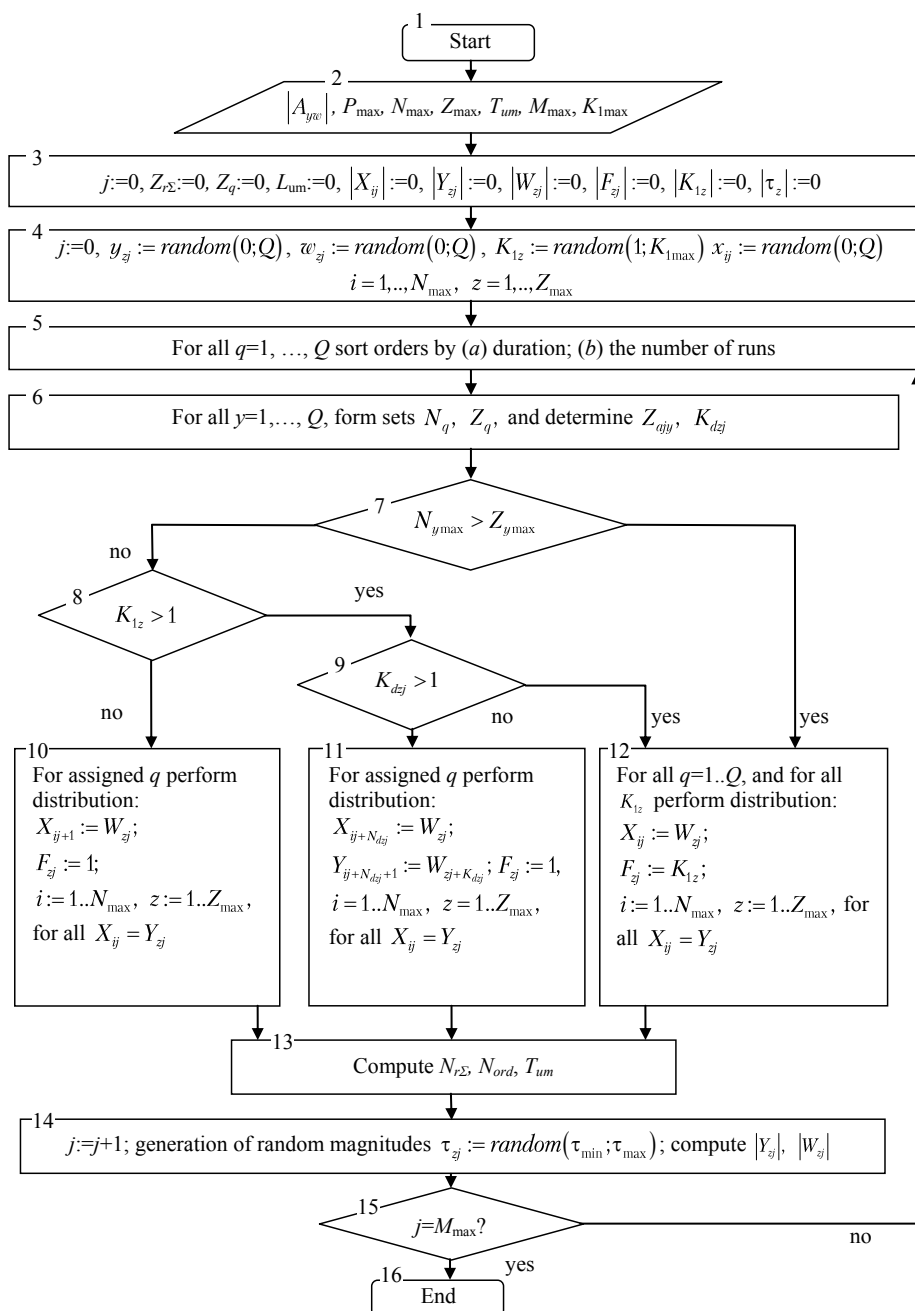 1
Start
2
|A_yw|, P_max, N_max, Z_max, T_um, M_max, K_1max
3
j:=0, Z_rΣ:=0, Z_q:=0, L_um:=0, |X_ij|:=0, |Y_zj|:=0, |W_zj|:=0, |F_zj|:=0, |K_1z|:=0, |τ_z|:=0
4
j:=0, y_zj := random(0;Q), w_zj := random(0;Q), K_1z := random(1;K_1max) x_ij := random(0;Q)
i = 1,..,N_max, z = 1,..,Z_max
5
For all q=1, …, Q sort orders by (a) duration; (b) the number of runs
6
For all y=1,…, Q, form sets N_q, Z_q, and determine Z_ajy, K_dzj
7
N_y max > Z_y max
no
8
K_1z > 1
yes
9
K_dzj > 1
no
no
yes
yes
10
For assigned q perform
distribution:
X_ij+1 := W_zj;
F_zj := 1;
i := 1..N_max, z := 1..Z_max,
for all X_ij = Y_zj
11
For assigned q perform
distribution:
X_ij+N_dzj := W_zj;
Y_ij+N_dzj+1 := W_zj+K_dzj; F_zj := 1,
i = 1..N_max, z = 1..Z_max,
for all X_ij = Y_zj
12
For all q=1..Q, and for all
K_1z perform distribution:
X_ij := W_zj;
F_zj := K_1z;
i := 1..N_max, z := 1..Z_max, for
all X_ij = Y_zj
13
Compute N_rΣ, N_ord, T_um
14
j:=j+1; generation of random magnitudes τ_zj := random(τ_min;τ_max); compute |Y_zj|, |W_zj|
15
j=M_max?
no
yes
16
End